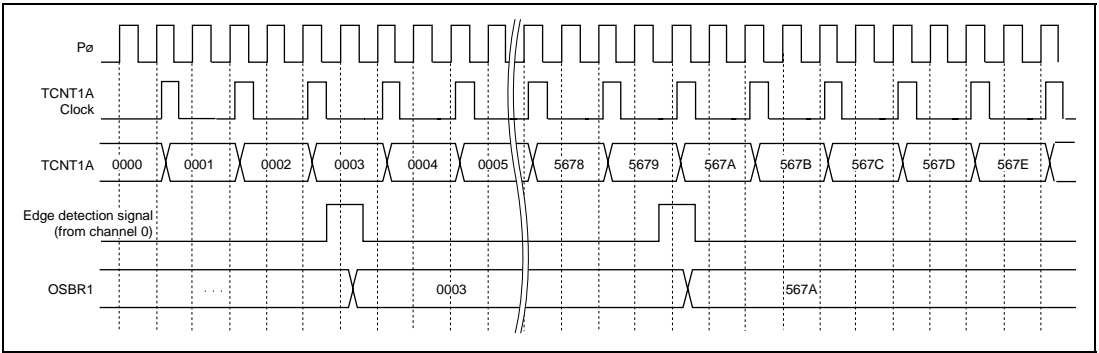 Pø
TCNT1A
Clock
TCNT1A 0000 0001 0002 0003 0004 0005 5678 5679 567A 567B 567C 567D 567E
Edge detection signal
(from channel 0)
OSBR1 . . . 0003 567A